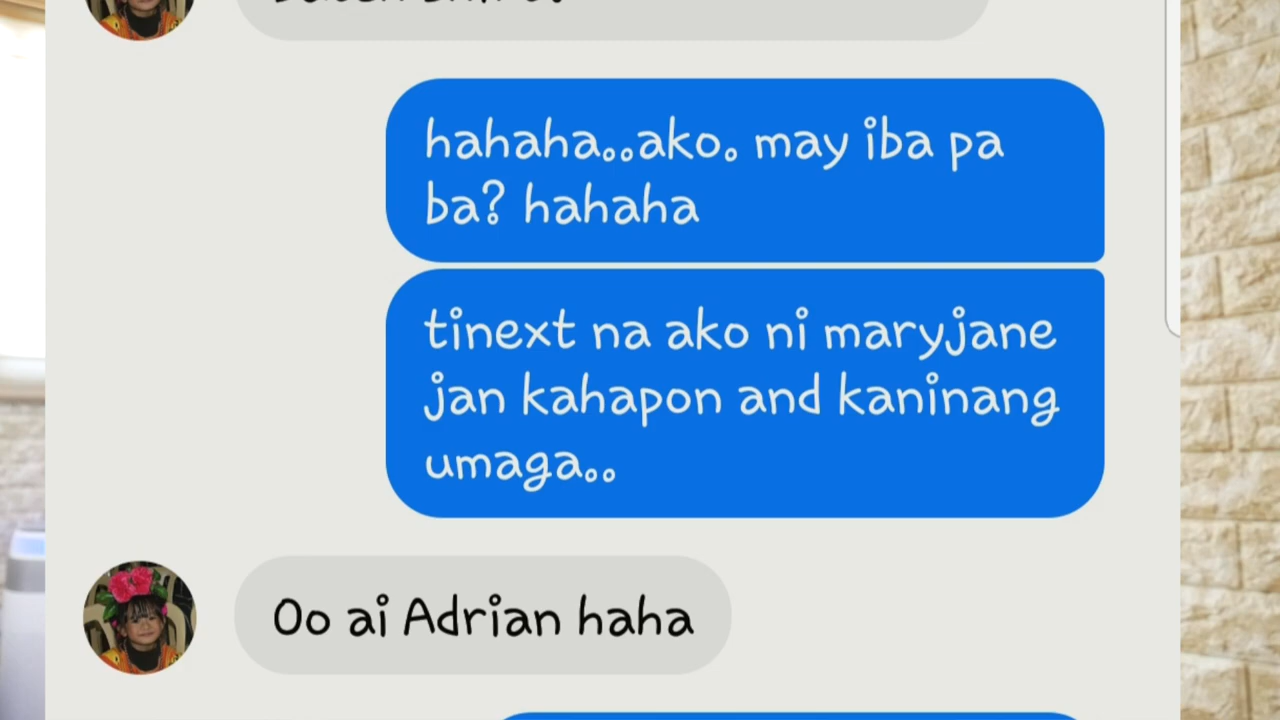 hahaha..ako. may iba pa
ba? hahaha
tinext na ako ni maryjane
jan kahapon and kaninang
umaga..
Oo ai Adrian haha